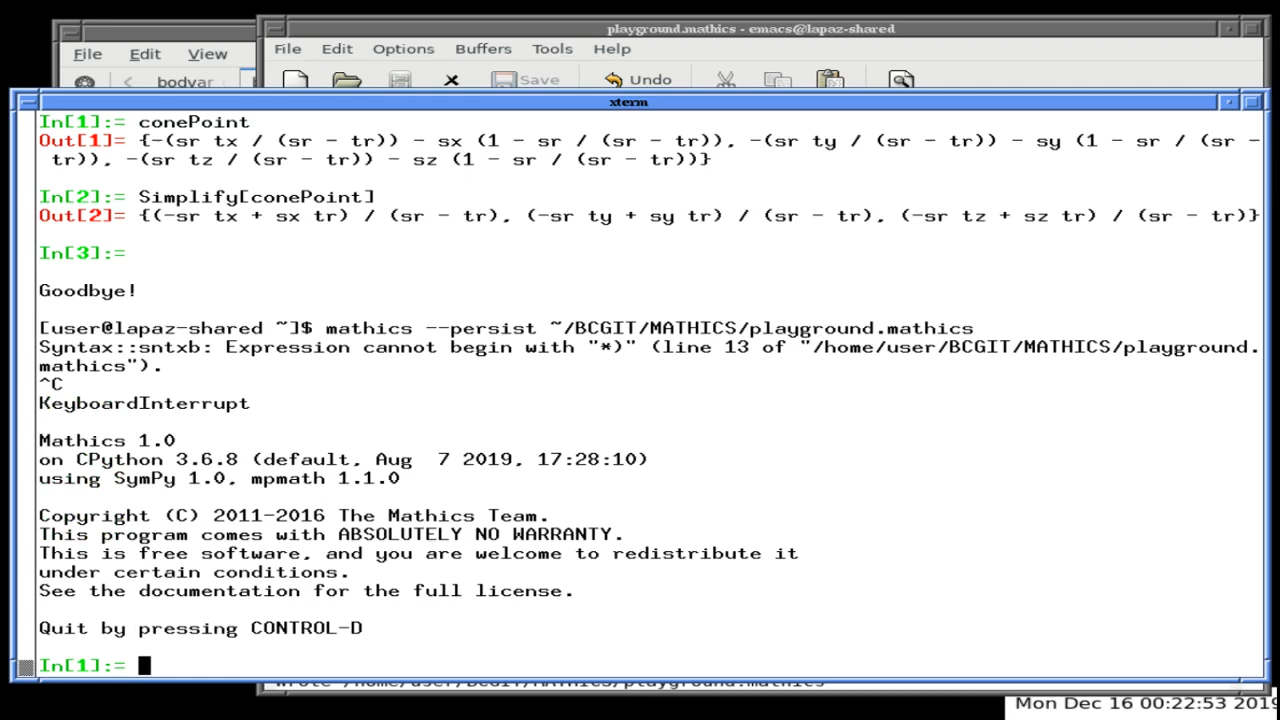 playground.mathics - emacs@lapaz-shared
File Edit View
File Edit Options Buffers Tools Help
bodyar
Save Undo
xterm
In[1]:= conePoint
Out[1]= {-(sr tx / (sr - tr)) - sx (1 - sr / (sr - tr)), -(sr ty / (sr - tr)) - sy (1 - sr / (sr -
tr)), -(sr tz / (sr - tr)) - sz (1 - sr / (sr - tr))}
In[2]:= Simplify[conePoint]
Out[2]= {(-sr tx + sx tr) / (sr - tr), (-sr ty + sy tr) / (sr - tr), (-sr tz + sz tr) / (sr - tr)}
In[3]:=
Goodbye!
[user@lapaz-shared ~]$ mathics --persist ~/BCGIT/MATHICS/playground.mathics
Syntax::sntxb: Expression cannot begin with "*)" (line 13 of "/home/user/BCGIT/MATHICS/playground.
mathics").
^C
KeyboardInterrupt
Mathics 1.0
on CPython 3.6.8 (default, Aug  7 2019, 17:28:10)
using SymPy 1.0, mpmath 1.1.0
Copyright (C) 2011-2016 The Mathics Team.
This program comes with ABSOLUTELY NO WARRANTY.
This is free software, and you are welcome to redistribute it
under certain conditions.
See the documentation for the full license.
Quit by pressing CONTROL-D
In[1]:=
Wrote /home/user/BCGIT/MATHICS/playground.mathics
Mon Dec 16 00:22:53 2019